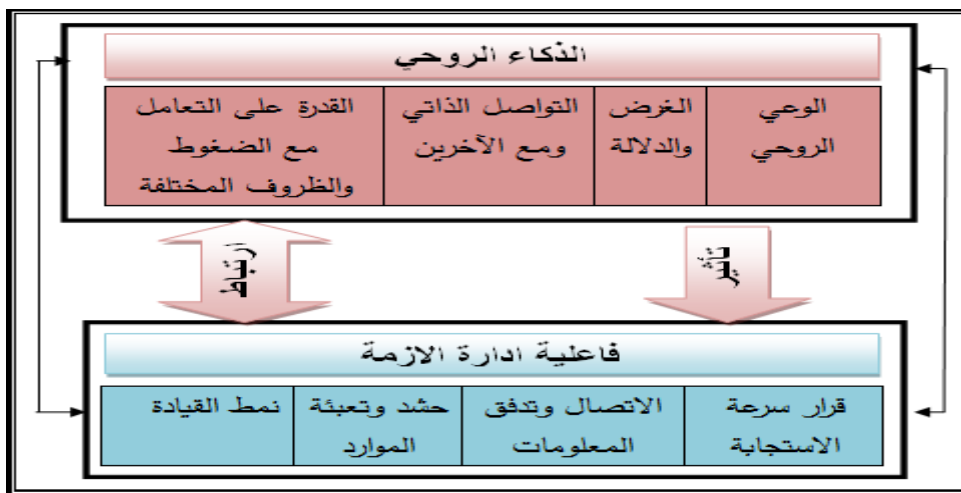 الذكاء الروحي
الوعي
الروحي
الغرض
والدلالة
التواصل الذاتي
ومع الآخرين
القدرة على التعامل
مع الضغوط
والظروف المختلفة
تأثير
ارتباط
فاعلية ادارة الازمة
قرار سرعة
الاستجابة
الاتصال وتدفق
المعلومات
حشد وتعبئة
الموارد
نمط القيادة